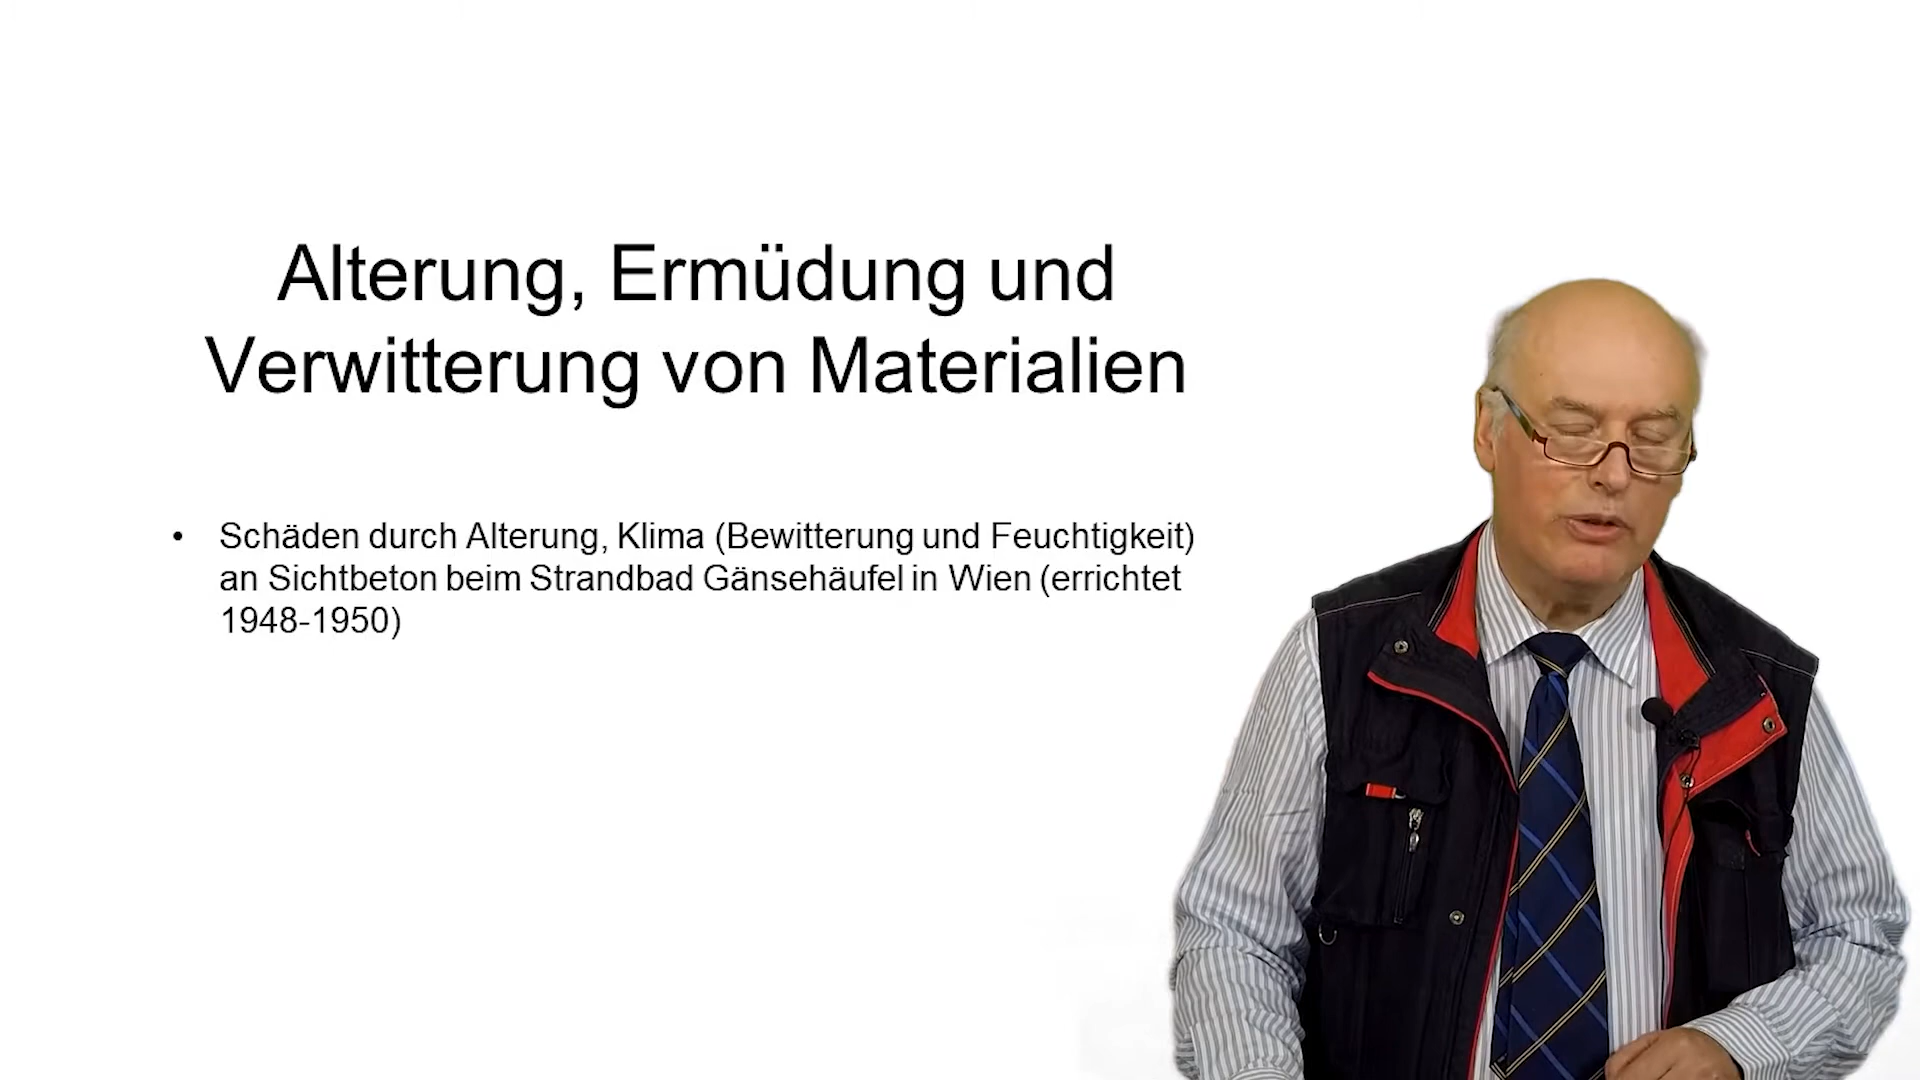 Alterung, Ermüdung und
Verwitterung von Materialien
• Schäden durch Alterung, Klima (Bewitterung und Feuchtigkeit)
an Sichtbeton beim Strandbad Gänsehäufel in Wien (errichtet
1948-1950)